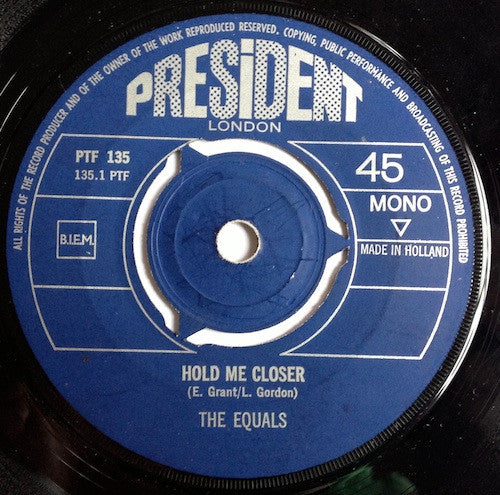 ALL RIGHTS OF THE RECORD PRODUCER AND OF THE OWNER OF THE WORK REPRODUCED RESERVED. COPYING, PUBLIC PERFORMANCE AND BROADCASTING OF THIS RECORD PROHIBITED
PRESiDENT
LONDON
PTF 135
135.1 PTF
45
MONO
B.I.E.M.
MADE IN HOLLAND
HOLD ME CLOSER
(E. Grant/L. Gordon)
THE EQUALS